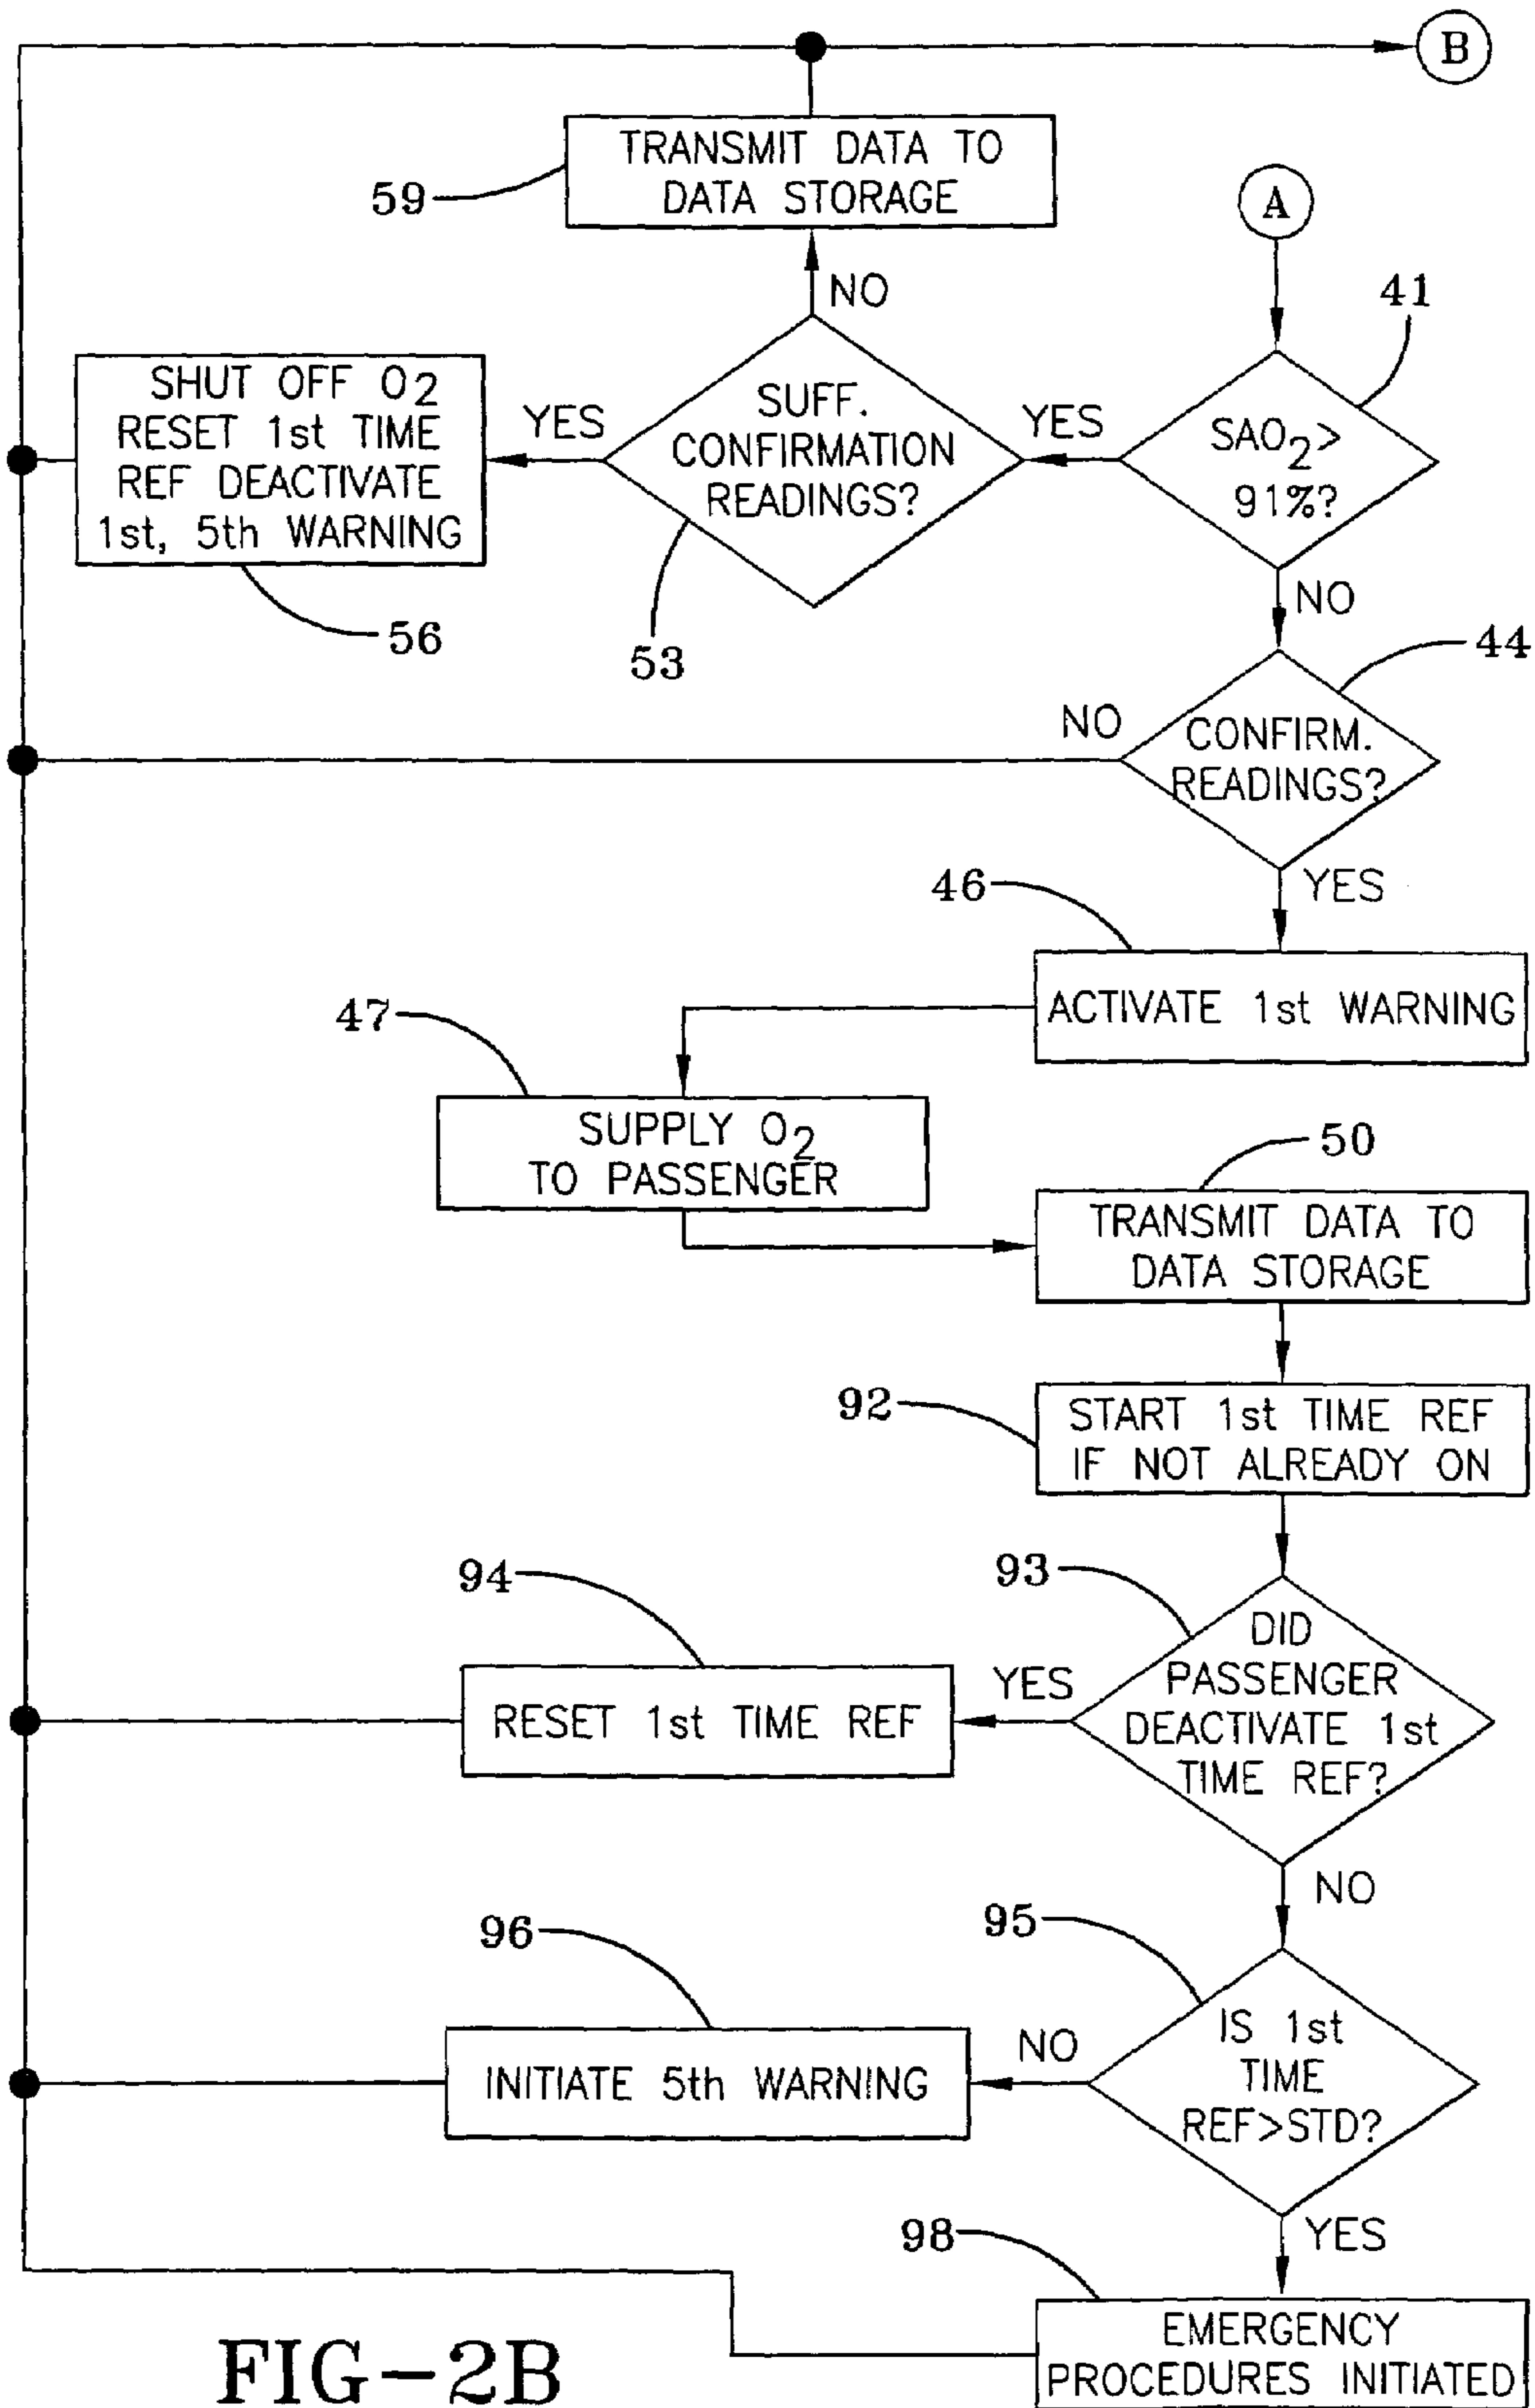 B
TRANSMIT DATA TO
DATA STORAGE
59
A
NO
41
SHUT OFF O2
RESET 1st TIME
REF DEACTIVATE
1st, 5th WARNING
YES
SUFF.
CONFIRMATION
READINGS?
YES
SAO2>
91%?
56
53
NO
44
NO
CONFIRM.
READINGS?
46
YES
ACTIVATE 1st WARNING
47
SUPPLY O2
TO PASSENGER
50
TRANSMIT DATA TO
DATA STORAGE
92
START 1st TIME REF
IF NOT ALREADY ON
94
93
RESET 1st TIME REF
YES
DID
PASSENGER
DEACTIVATE 1st
TIME REF?
NO
96
95
INITIATE 5th WARNING
NO
IS 1st
TIME
REF>STD?
98
YES
EMERGENCY
PROCEDURES INITIATED
FIG-2B